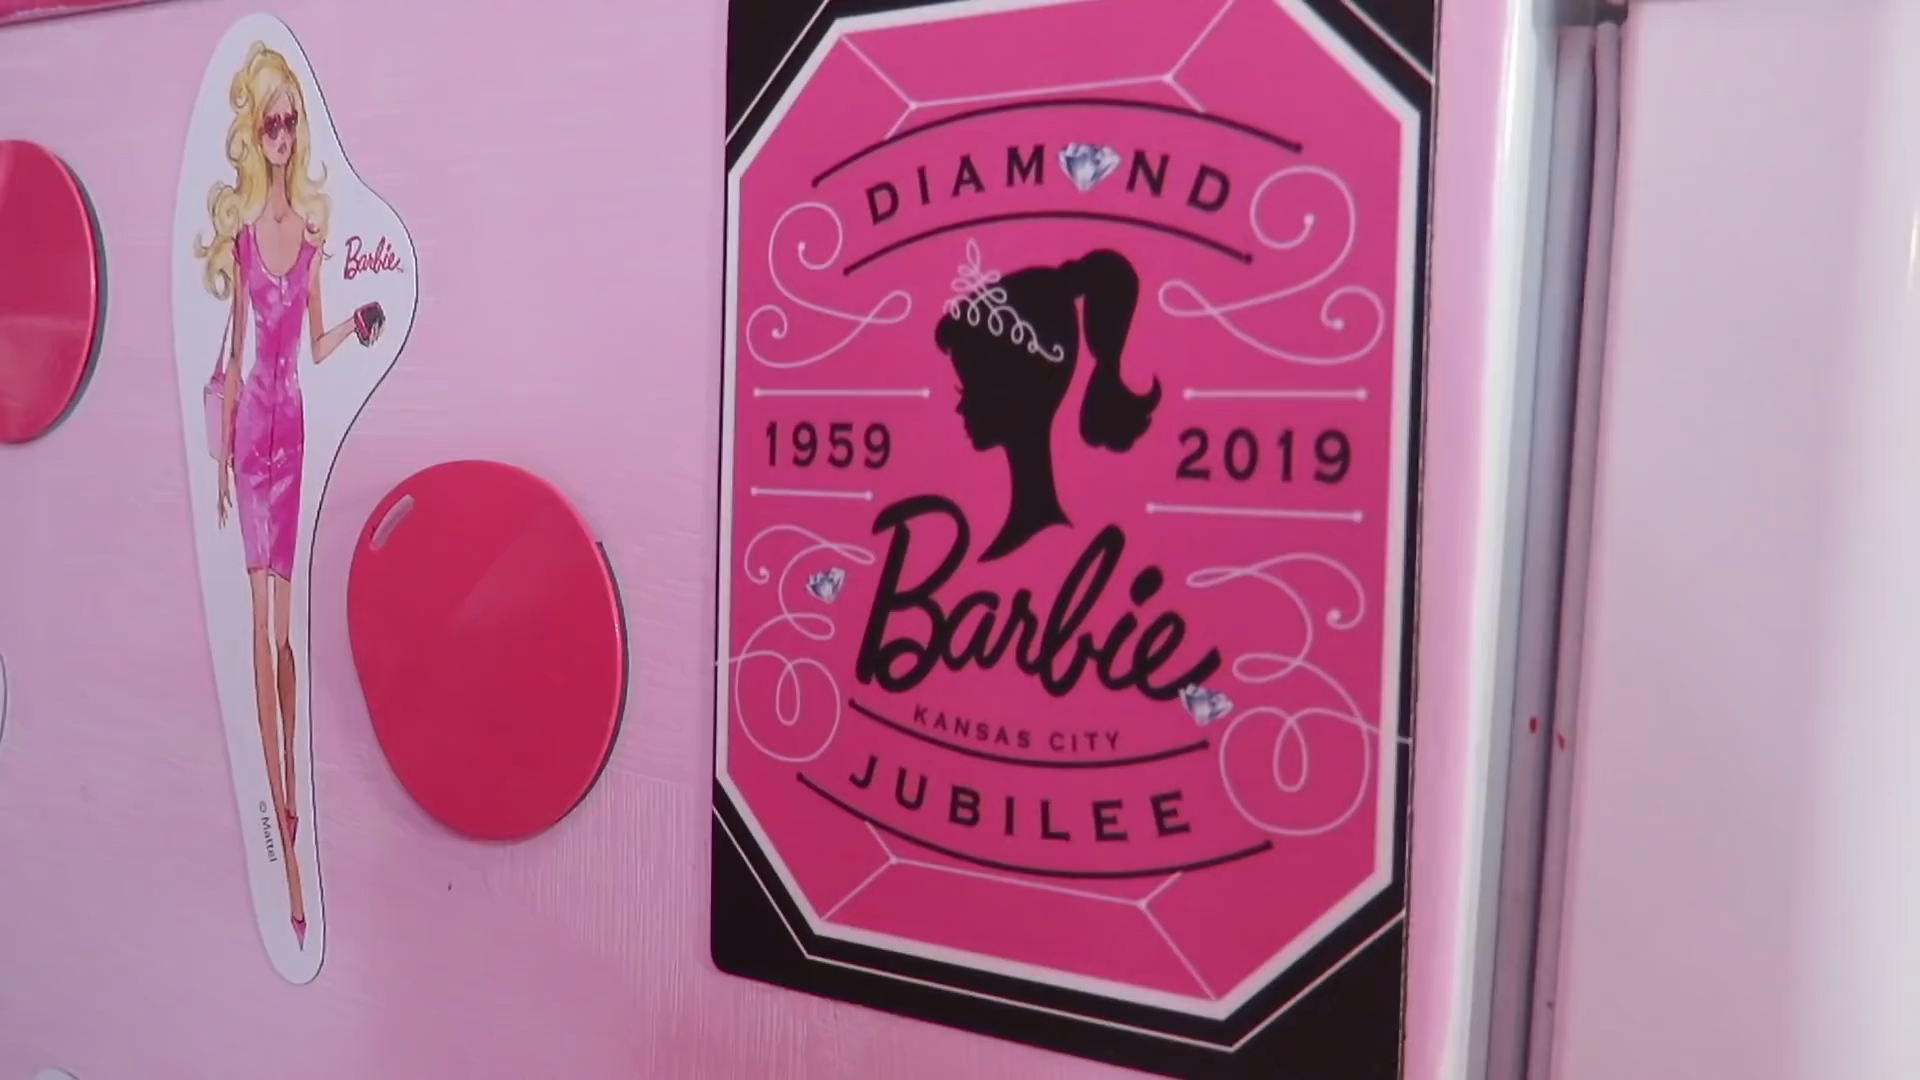 Barbie
© Mattel
DIAMOND
1959
2019
Barbie
KANSAS CITY
JUBILEE